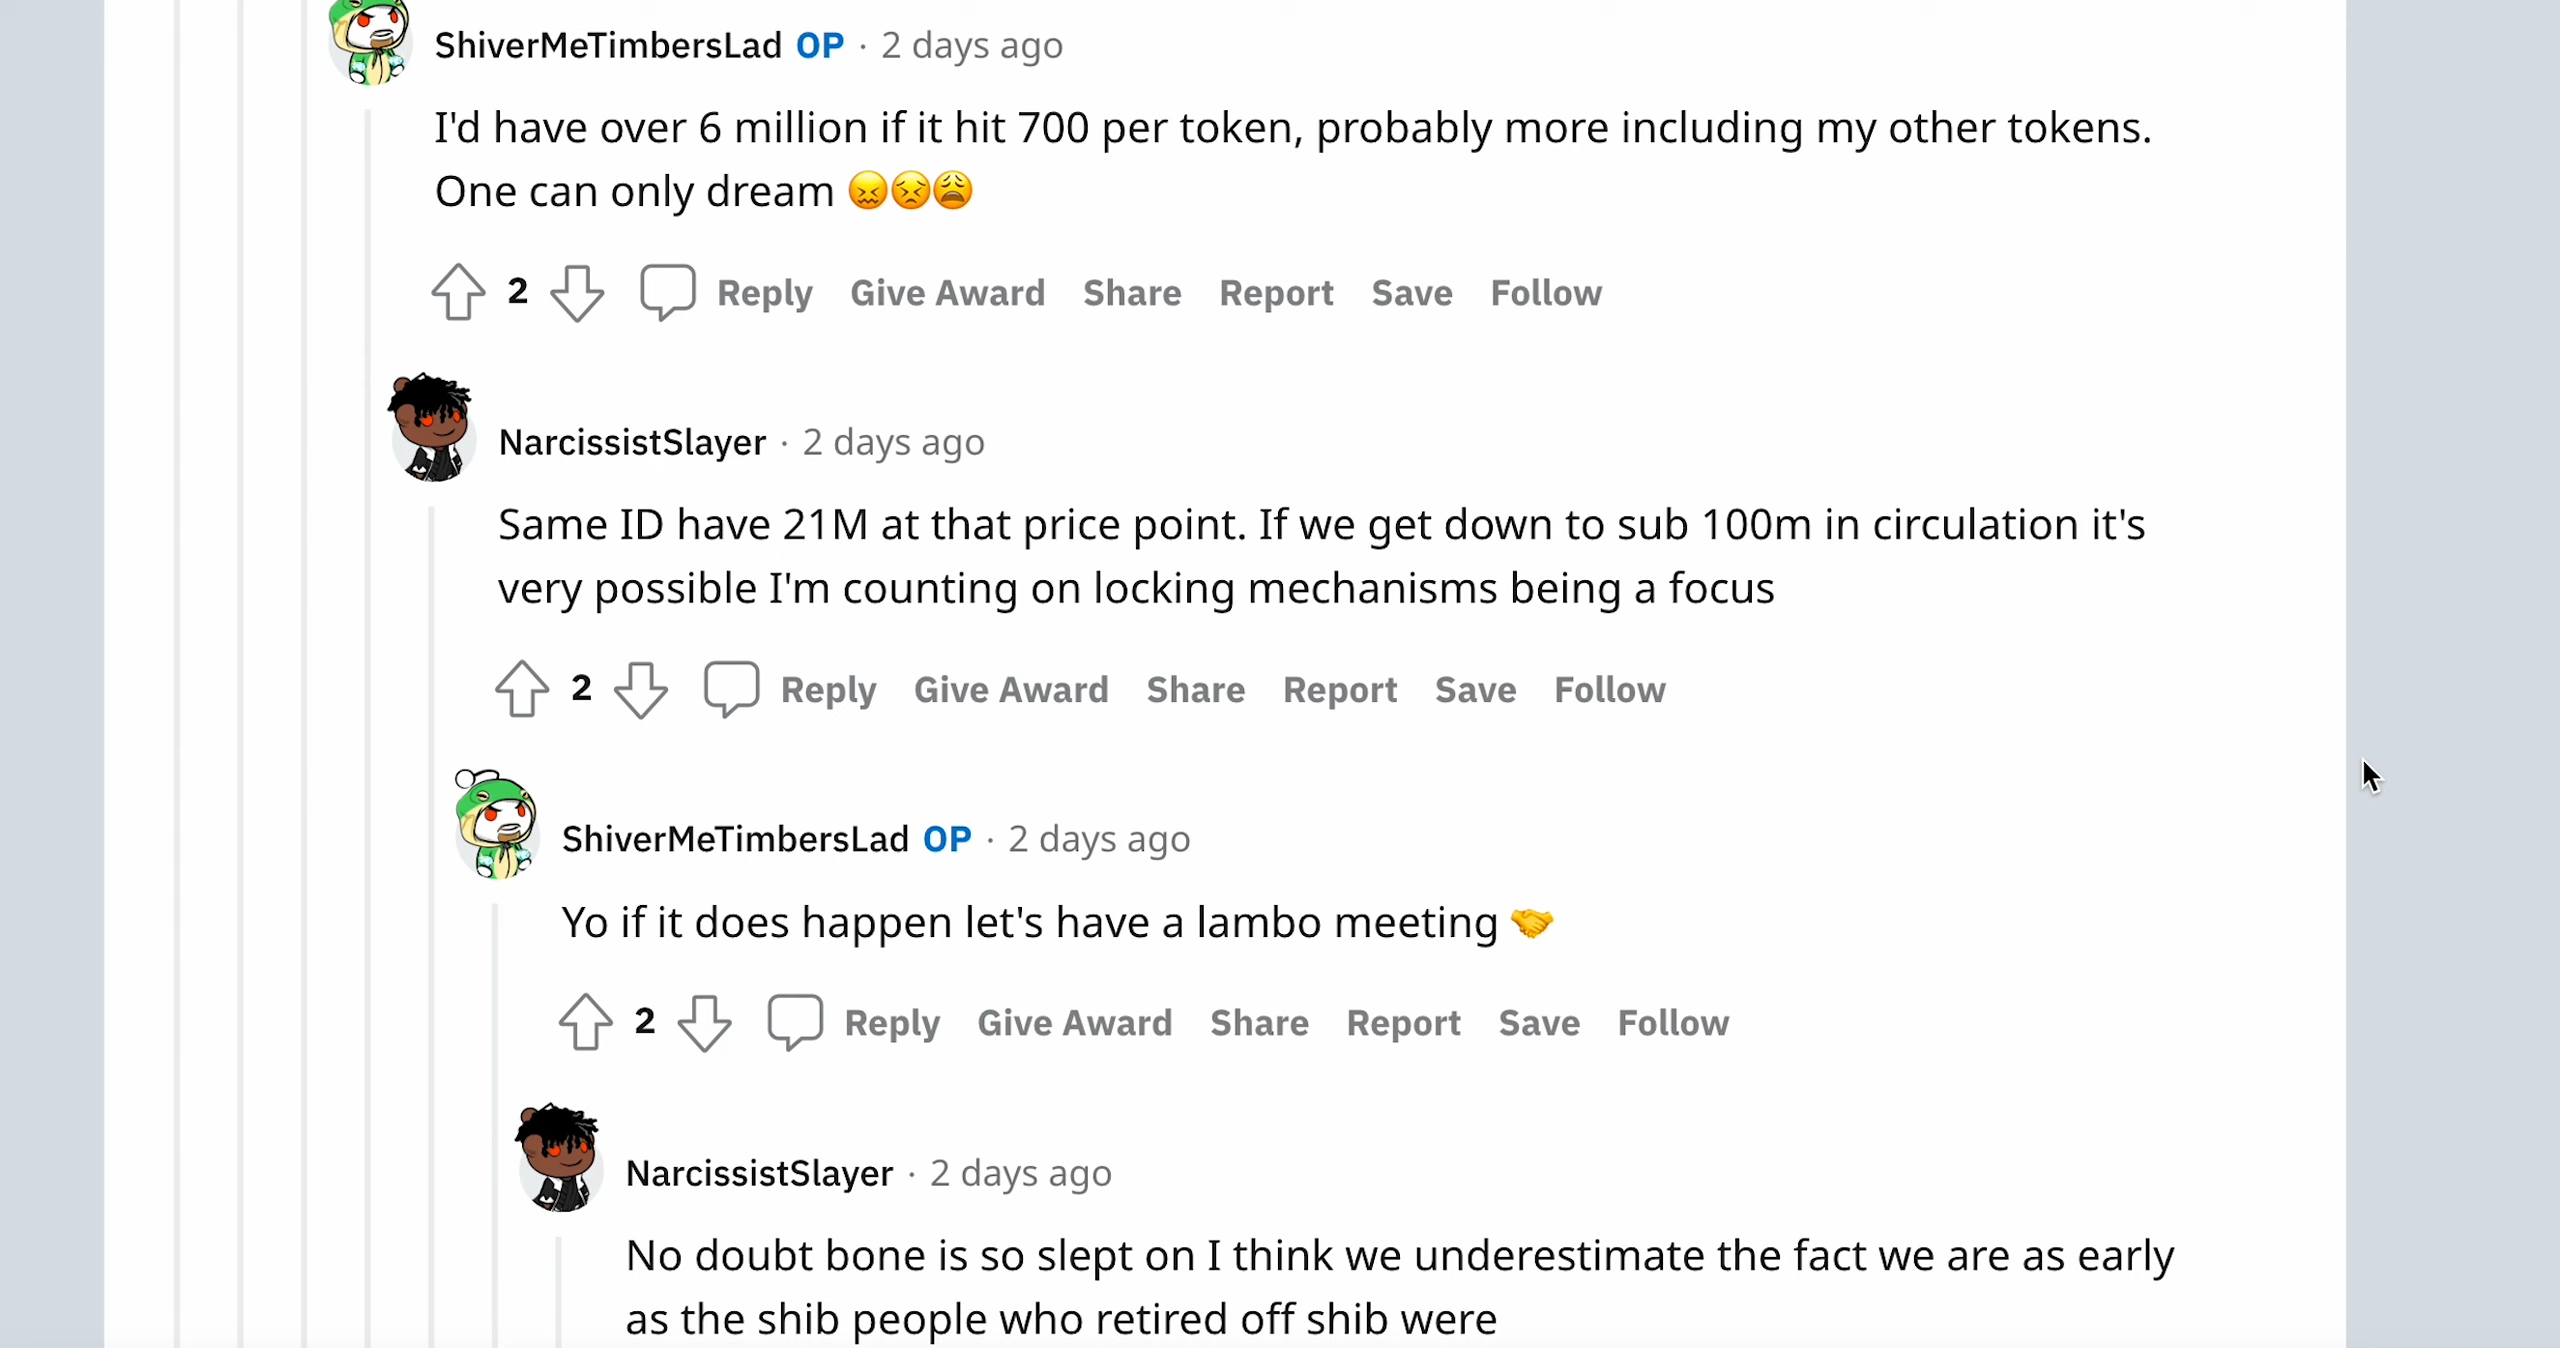 ShiverMeTimbersLad OP · 2 days ago
I'd have over 6 million if it hit 700 per token, probably more including my other tokens.
One can only dream 😖😣😩
2 Reply Give Award Share Report Save Follow
NarcissistSlayer · 2 days ago
Same ID have 21M at that price point. If we get down to sub 100m in circulation it's
very possible I'm counting on locking mechanisms being a focus
2 Reply Give Award Share Report Save Follow
ShiverMeTimbersLad OP · 2 days ago
Yo if it does happen let's have a lambo meeting 🤝
2 Reply Give Award Share Report Save Follow
NarcissistSlayer · 2 days ago
No doubt bone is so slept on I think we underestimate the fact we are as early
as the shib people who retired off shib were